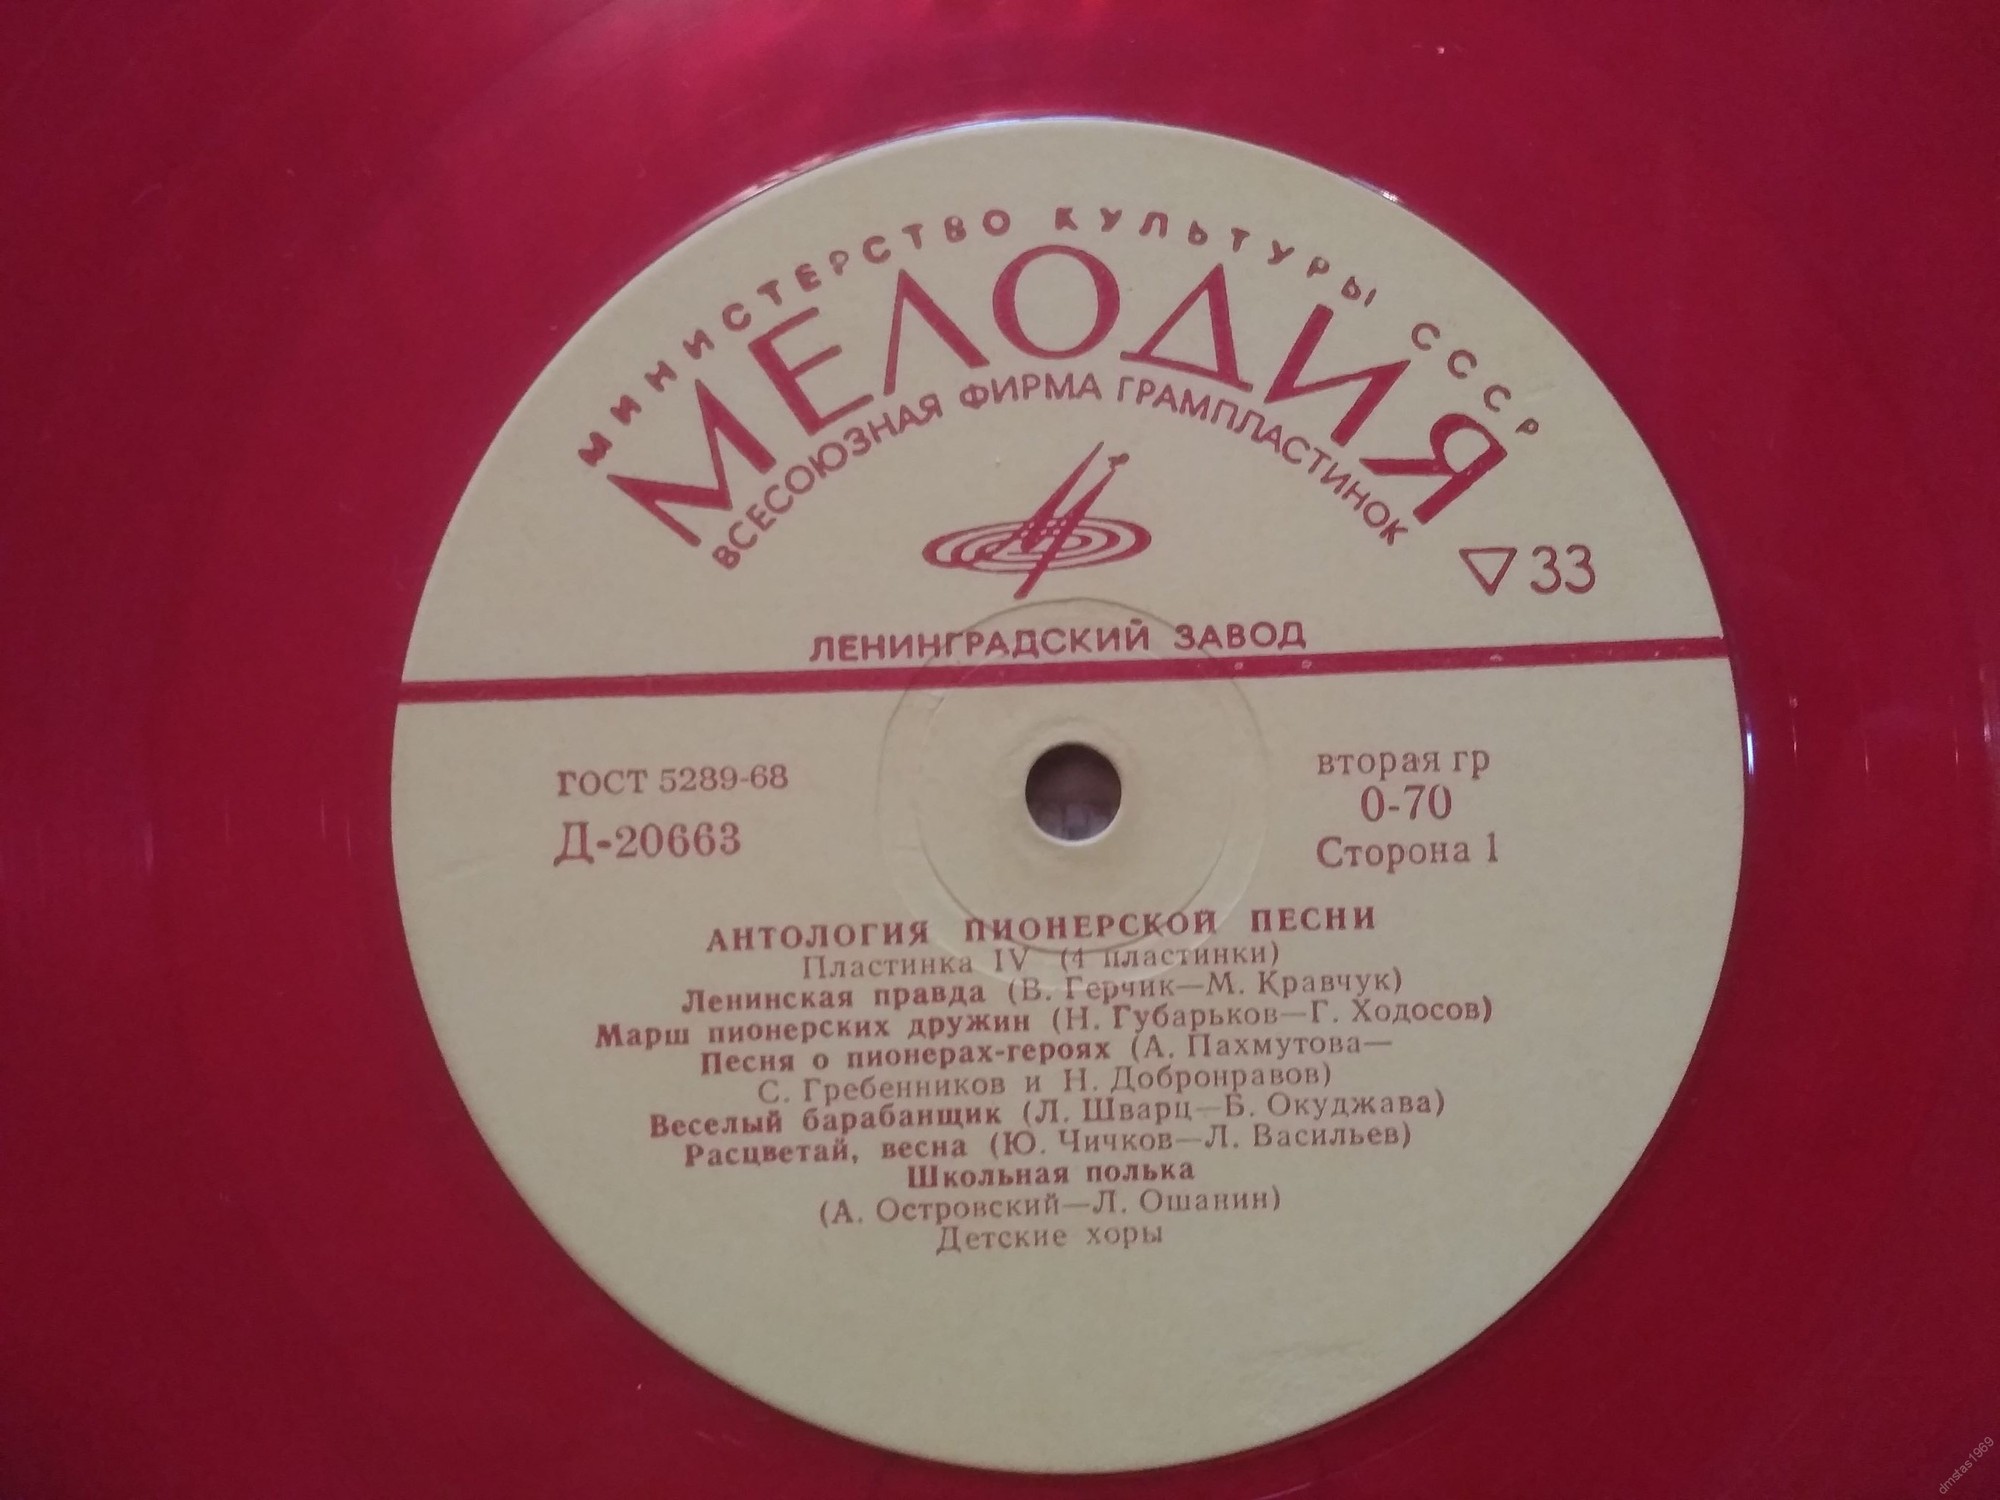 МИНИСТЕРСТВО КУЛЬТУРЫ СССР
МЕЛОДИЯ
ВСЕСОЮЗНАЯ ФИРМА ГРАМПЛАСТИНОК
33
ЛЕНИНГРАДСКИЙ ЗАВОД
ГОСТ 5289-68
Д-20663
вторая гр
0-70
Сторона 1
АНТОЛОГИЯ ПИОНЕРСКОЙ ПЕСНИ
Пластинка IV (4 пластинки)
Ленинская правда (В. Герчик—М. Кравчук)
Марш пионерских дружин (Н. Губарьков—Г. Ходосов)
Песня о пионерах-героях (А. Пахмутова—
С. Гребенников и Н. Добронравов)
Веселый барабанщик (Л. Шварц—Б. Окуджава)
Расцветай, весна (Ю. Чичков—Л. Васильев)
Школьная полька
(А. Островский—Л. Ошанин)
Детские хоры
dmstas1969